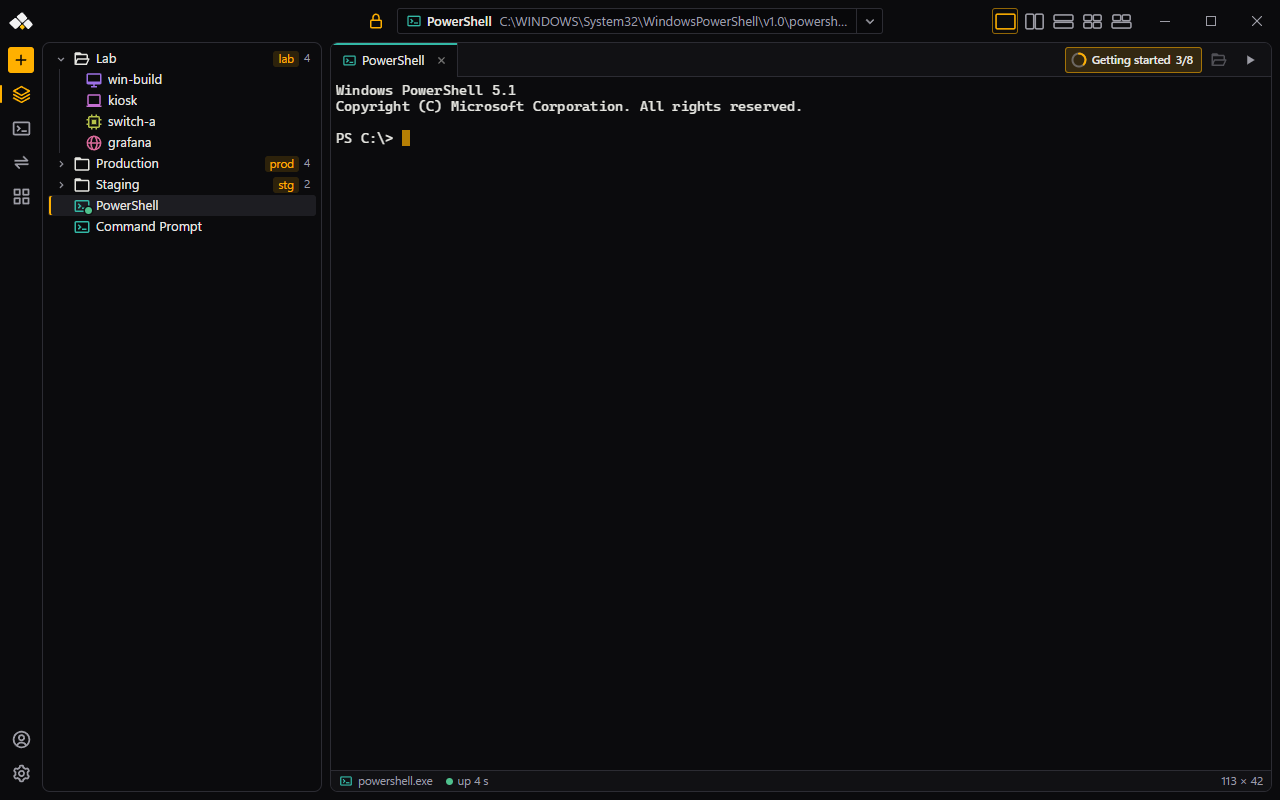 PowerShell C:\WINDOWS\System32\WindowsPowerShell\v1.0\powersh...
Lab lab 4
win-build
kiosk
switch-a
grafana
Production prod 4
Staging stg 2
PowerShell
Command Prompt
PowerShell
Getting started 3/8
Windows PowerShell 5.1
Copyright (C) Microsoft Corporation. All rights reserved.
PS C:\>
powershell.exe up 4 s
113 × 42